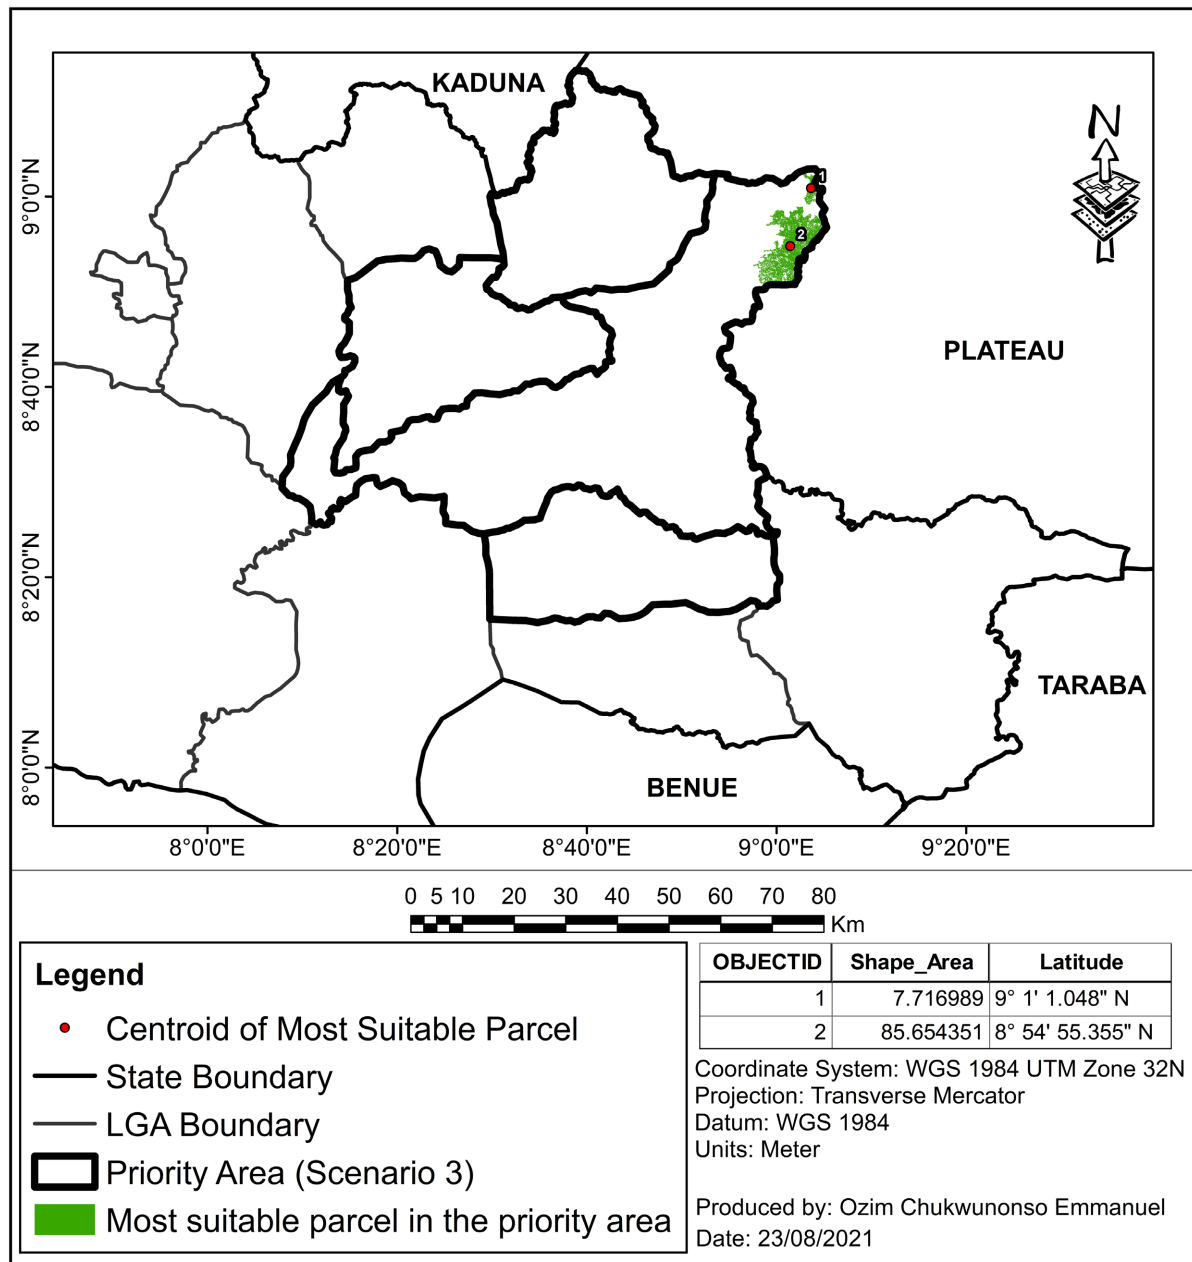 KADUNA
N
1
2
PLATEAU
TARABA
BENUE
9°0'0"N
8°40'0"N
8°20'0"N
8°0'0"N
8°0'0"E 8°20'0"E 8°40'0"E 9°0'0"E 9°20'0"E
0 5 10 20 30 40 50 60 70 80
Km
Legend
Centroid of Most Suitable Parcel
State Boundary
LGA Boundary
Priority Area (Scenario 3)
Most suitable parcel in the priority area
OBJECTID Shape_Area Latitude
1 7.716989 9° 1' 1.048" N
2 85.654351 8° 54' 55.355" N
Coordinate System: WGS 1984 UTM Zone 32N
Projection: Transverse Mercator
Datum: WGS 1984
Units: Meter
Produced by: Ozim Chukwunonso Emmanuel
Date: 23/08/2021